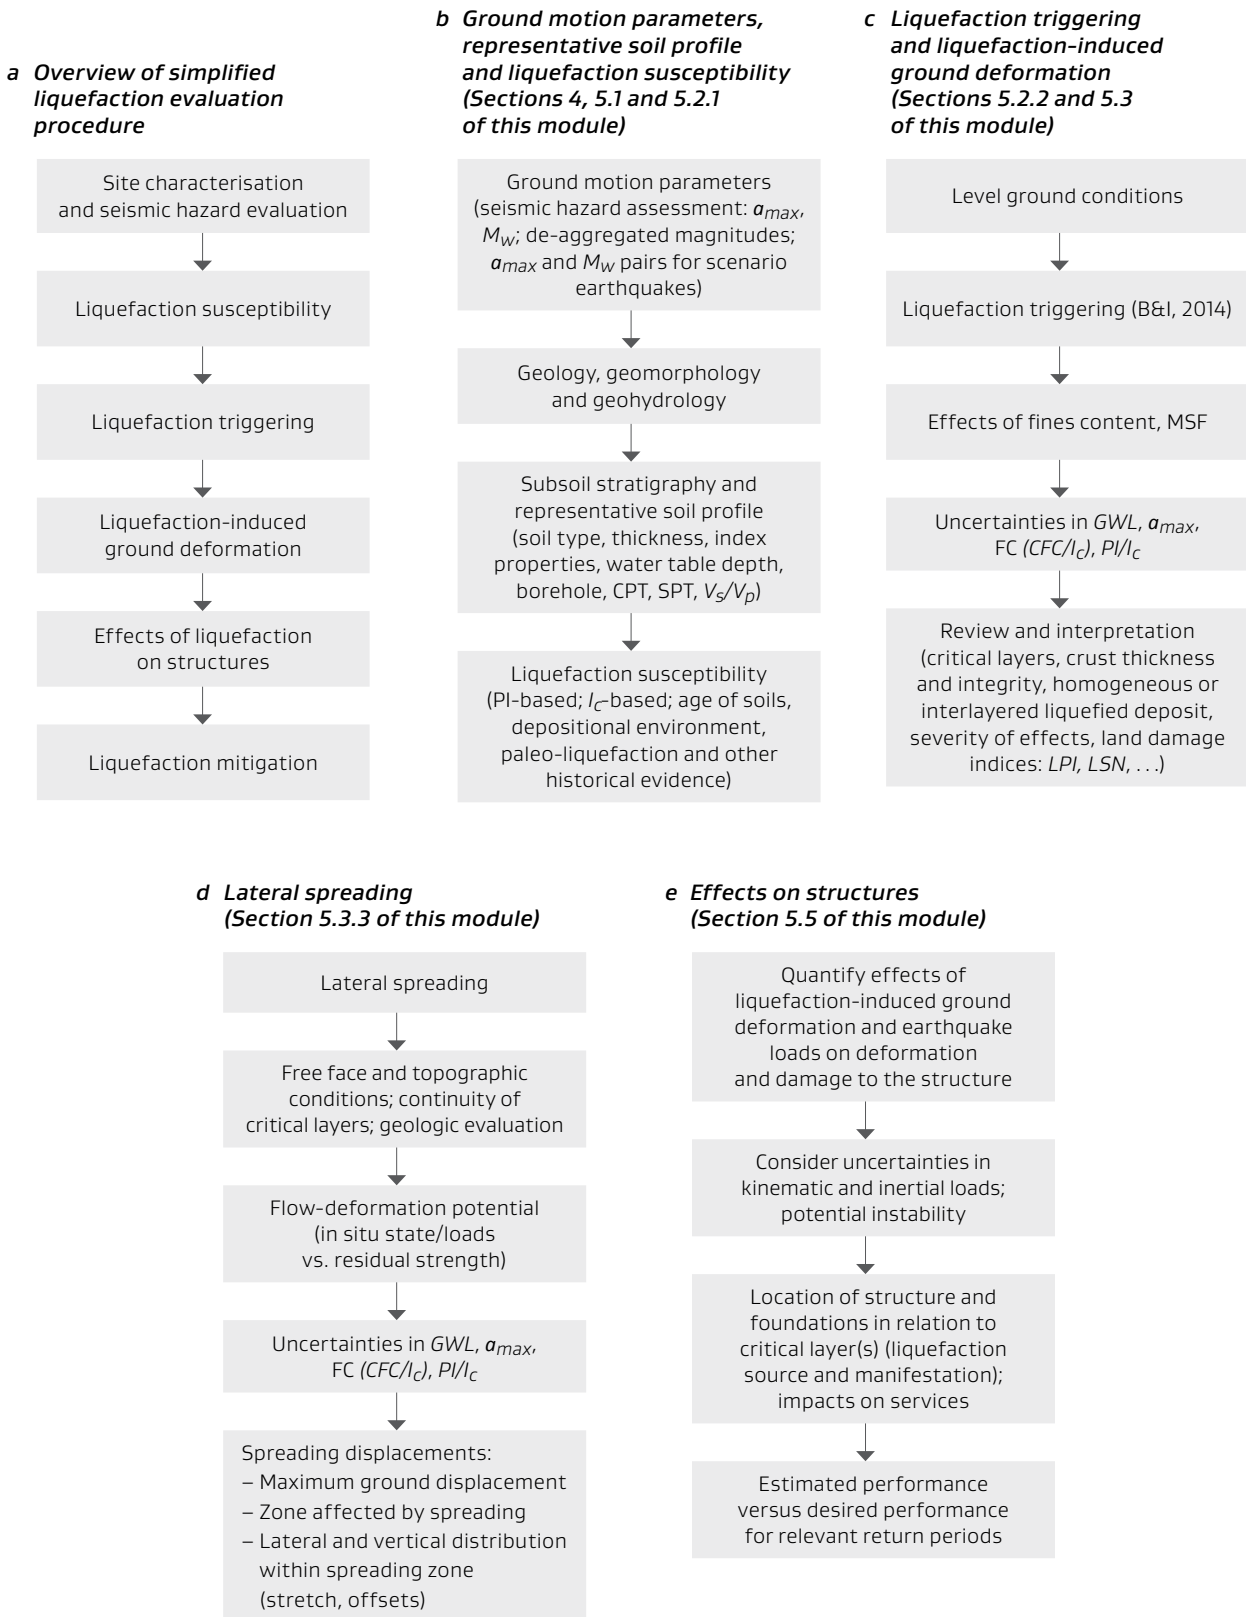 a Overview of simplified
liquefaction evaluation
procedure
Site characterisation
and seismic hazard evaluation
Liquefaction susceptibility
Liquefaction triggering
Liquefaction-induced
ground deformation
Effects of liquefaction
on structures
Liquefaction mitigation
b Ground motion parameters,
representative soil profile
and liquefaction susceptibility
(Sections 4, 5.1 and 5.2.1
of this module)
Ground motion parameters
(seismic hazard assessment: amax,
Mw; de-aggregated magnitudes;
amax and Mw pairs for scenario
earthquakes)
Geology, geomorphology
and geohydrology
Subsoil stratigraphy and
representative soil profile
(soil type, thickness, index
properties, water table depth,
borehole, CPT, SPT, Vs/Vp)
Liquefaction susceptibility
(PI-based; Ic-based; age of soils,
depositional environment,
paleo-liquefaction and other
historical evidence)
c Liquefaction triggering
and liquefaction-induced
ground deformation
(Sections 5.2.2 and 5.3
of this module)
Level ground conditions
Liquefaction triggering (B&I, 2014)
Effects of fines content, MSF
Uncertainties in GWL, amax,
FC (CFC/Ic), PI/Ic
Review and interpretation
(critical layers, crust thickness
and integrity, homogeneous or
interlayered liquefied deposit,
severity of effects, land damage
indices: LPI, LSN, . . .)
d Lateral spreading
(Section 5.3.3 of this module)
Lateral spreading
Free face and topographic
conditions; continuity of
critical layers; geologic evaluation
Flow-deformation potential
(in situ state/loads
vs. residual strength)
Uncertainties in GWL, amax,
FC (CFC/Ic), PI/Ic
Spreading displacements:
– Maximum ground displacement
– Zone affected by spreading
– Lateral and vertical distribution
within spreading zone
(stretch, offsets)
e Effects on structures
(Section 5.5 of this module)
Quantify effects of
liquefaction-induced ground
deformation and earthquake
loads on deformation
and damage to the structure
Consider uncertainties in
kinematic and inertial loads;
potential instability
Location of structure and
foundations in relation to
critical layer(s) (liquefaction
source and manifestation);
impacts on services
Estimated performance
versus desired performance
for relevant return periods